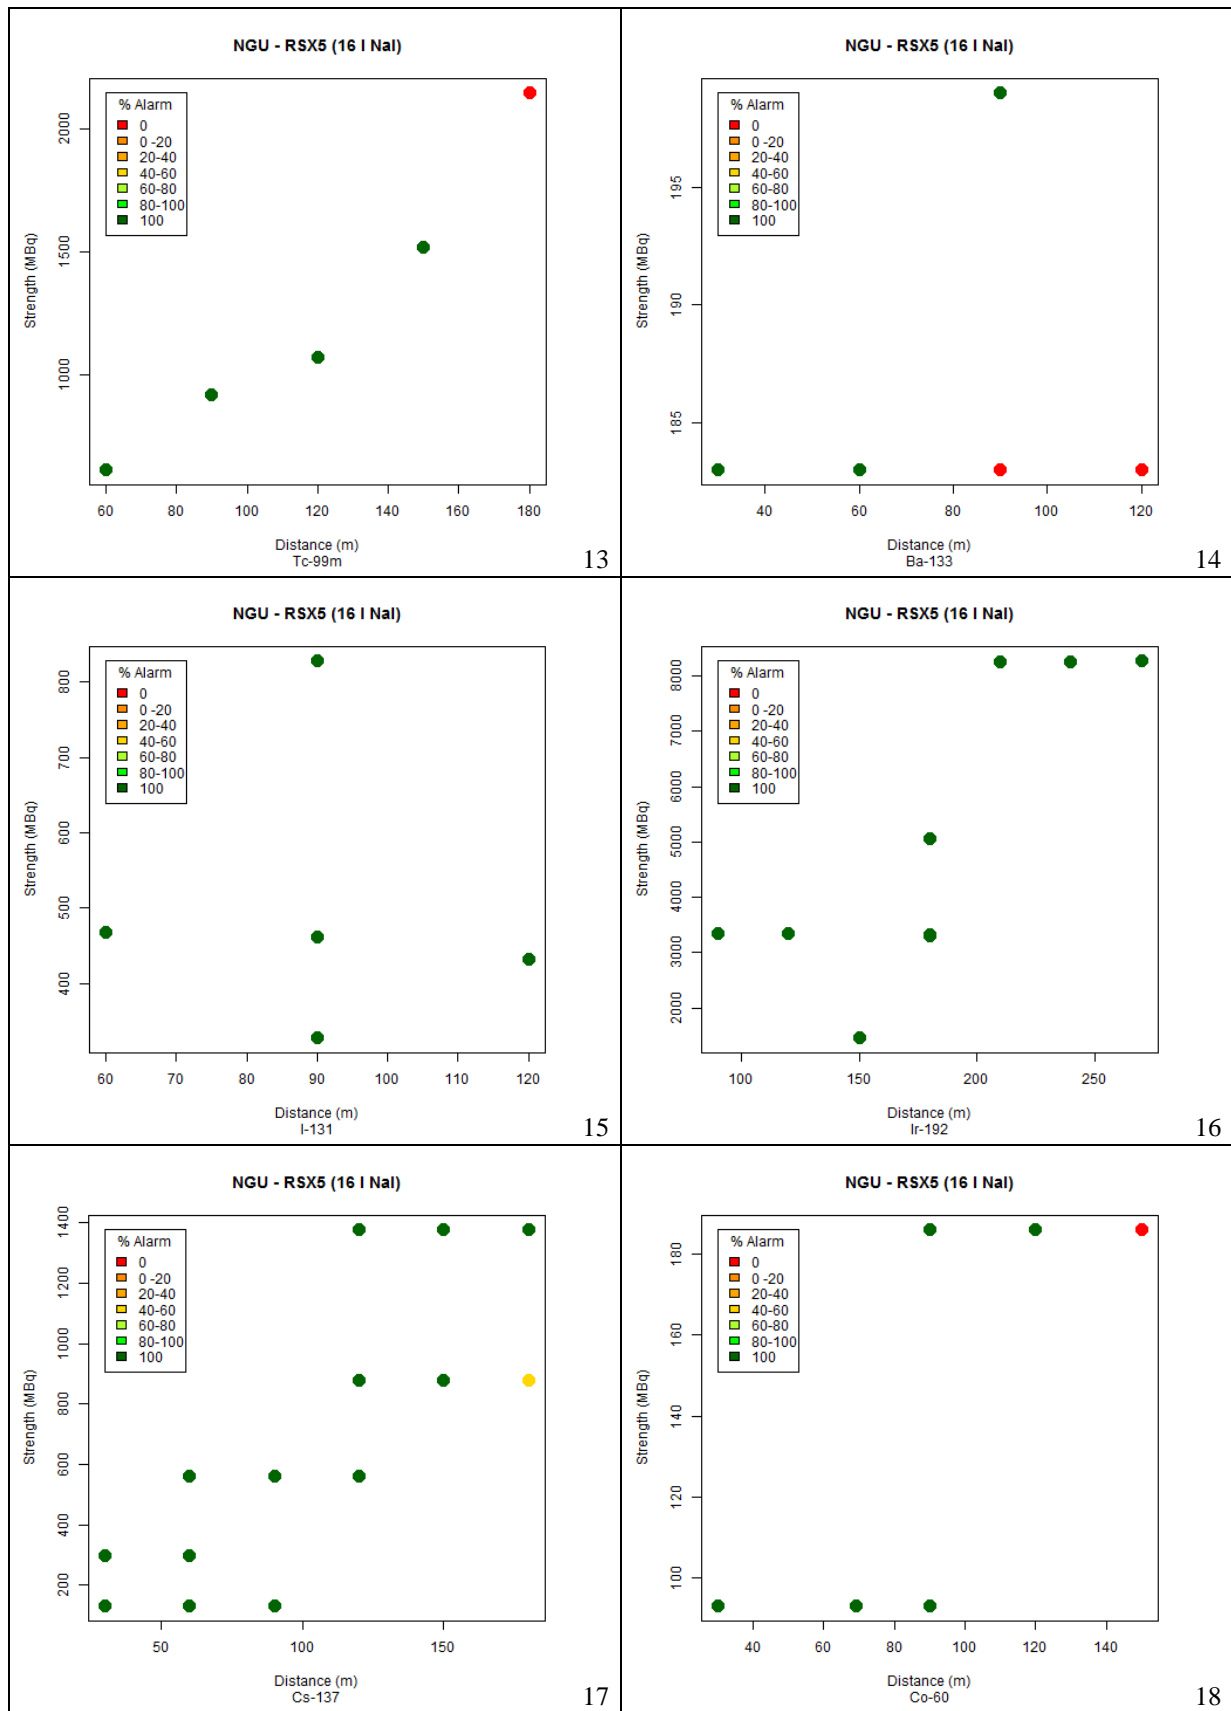 NGU - RSX5 (16 l NaI)
% Alarm
0
0 -20
20-40
40-60
60-80
80-100
100
Strength (MBq)
1000
1500
2000
60 80 100 120 140 160 180
Distance (m)
Tc-99m
13
NGU - RSX5 (16 l NaI)
% Alarm
0
0 -20
20-40
40-60
60-80
80-100
100
Strength (MBq)
185
190
195
40 60 80 100 120
Distance (m)
Ba-133
14
NGU - RSX5 (16 l NaI)
% Alarm
0
0 -20
20-40
40-60
60-80
80-100
100
Strength (MBq)
400
500
600
700
800
60 70 80 90 100 110 120
Distance (m)
I-131
15
NGU - RSX5 (16 l NaI)
% Alarm
0
0 -20
20-40
40-60
60-80
80-100
100
Strength (MBq)
2000
3000
4000
5000
6000
7000
8000
100 150 200 250
Distance (m)
Ir-192
16
NGU - RSX5 (16 l NaI)
% Alarm
0
0 -20
20-40
40-60
60-80
80-100
100
Strength (MBq)
200
400
600
800
1000
1200
1400
50 100 150
Distance (m)
Cs-137
17
NGU - RSX5 (16 l NaI)
% Alarm
0
0 -20
20-40
40-60
60-80
80-100
100
Strength (MBq)
100
120
140
160
180
40 60 80 100 120 140
Distance (m)
Co-60
18